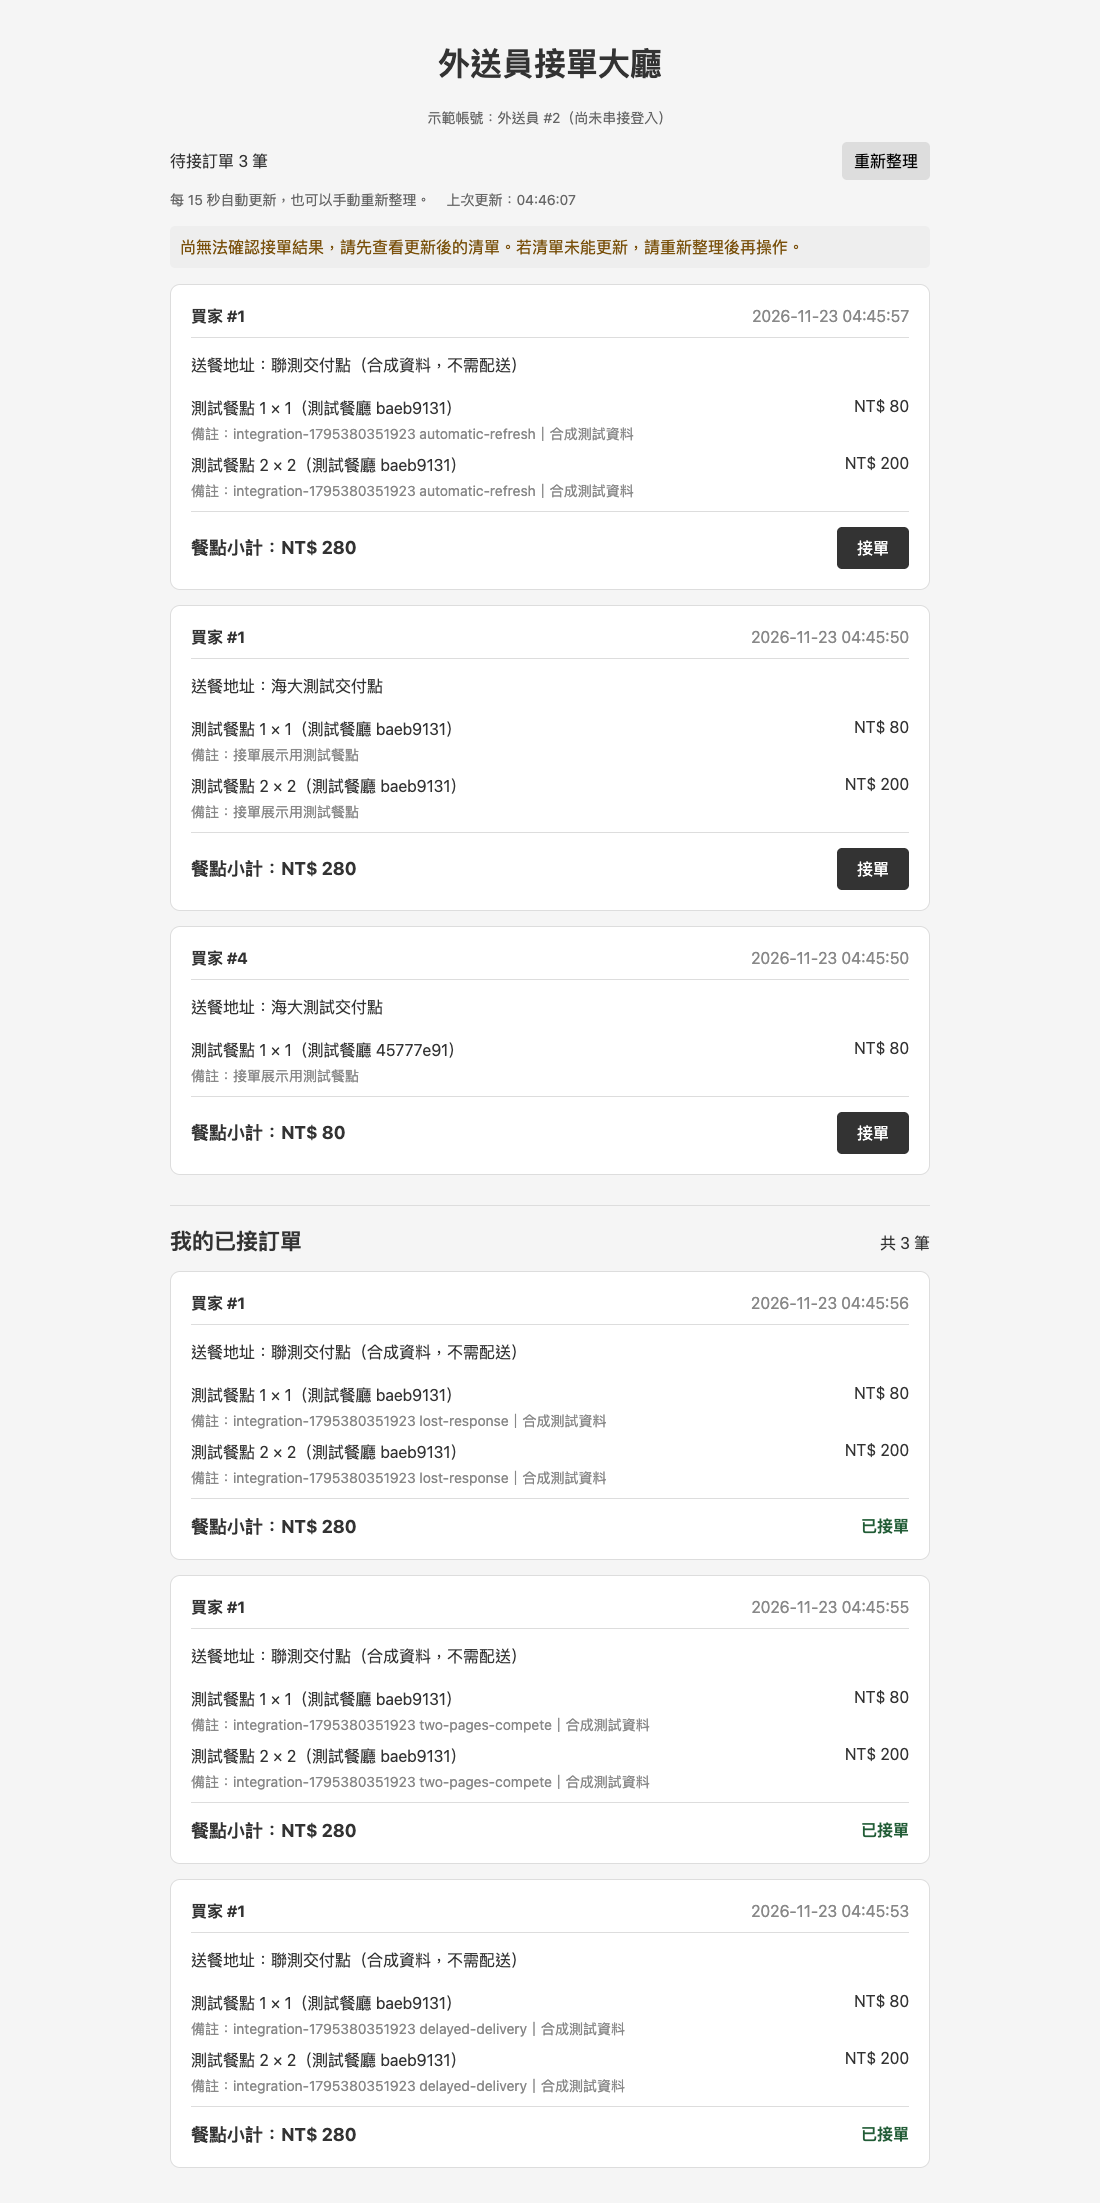 外送員接單大廳
示範帳號：外送員 #2（尚未串接登入）
待接訂單 3 筆
重新整理
每 15 秒自動更新，也可以手動重新整理。 上次更新：04:46:07
尚無法確認接單結果，請先查看更新後的清單。若清單未能更新，請重新整理後再操作。
買家 #1
2026-11-23 04:45:57
送餐地址：聯測交付點（合成資料，不需配送）
測試餐點 1 × 1（測試餐廳 baeb9131）
NT$ 80
備註：integration-1795380351923 automatic-refresh｜合成測試資料
測試餐點 2 × 2（測試餐廳 baeb9131）
NT$ 200
備註：integration-1795380351923 automatic-refresh｜合成測試資料
餐點小計：NT$ 280
接單
買家 #1
2026-11-23 04:45:50
送餐地址：海大測試交付點
測試餐點 1 × 1（測試餐廳 baeb9131）
NT$ 80
備註：接單展示用測試餐點
測試餐點 2 × 2（測試餐廳 baeb9131）
NT$ 200
備註：接單展示用測試餐點
餐點小計：NT$ 280
接單
買家 #4
2026-11-23 04:45:50
送餐地址：海大測試交付點
測試餐點 1 × 1（測試餐廳 45777e91）
NT$ 80
備註：接單展示用測試餐點
餐點小計：NT$ 80
接單
我的已接訂單
共 3 筆
買家 #1
2026-11-23 04:45:56
送餐地址：聯測交付點（合成資料，不需配送）
測試餐點 1 × 1（測試餐廳 baeb9131）
NT$ 80
備註：integration-1795380351923 lost-response｜合成測試資料
測試餐點 2 × 2（測試餐廳 baeb9131）
NT$ 200
備註：integration-1795380351923 lost-response｜合成測試資料
餐點小計：NT$ 280
已接單
買家 #1
2026-11-23 04:45:55
送餐地址：聯測交付點（合成資料，不需配送）
測試餐點 1 × 1（測試餐廳 baeb9131）
NT$ 80
備註：integration-1795380351923 two-pages-compete｜合成測試資料
測試餐點 2 × 2（測試餐廳 baeb9131）
NT$ 200
備註：integration-1795380351923 two-pages-compete｜合成測試資料
餐點小計：NT$ 280
已接單
買家 #1
2026-11-23 04:45:53
送餐地址：聯測交付點（合成資料，不需配送）
測試餐點 1 × 1（測試餐廳 baeb9131）
NT$ 80
備註：integration-1795380351923 delayed-delivery｜合成測試資料
測試餐點 2 × 2（測試餐廳 baeb9131）
NT$ 200
備註：integration-1795380351923 delayed-delivery｜合成測試資料
餐點小計：NT$ 280
已接單